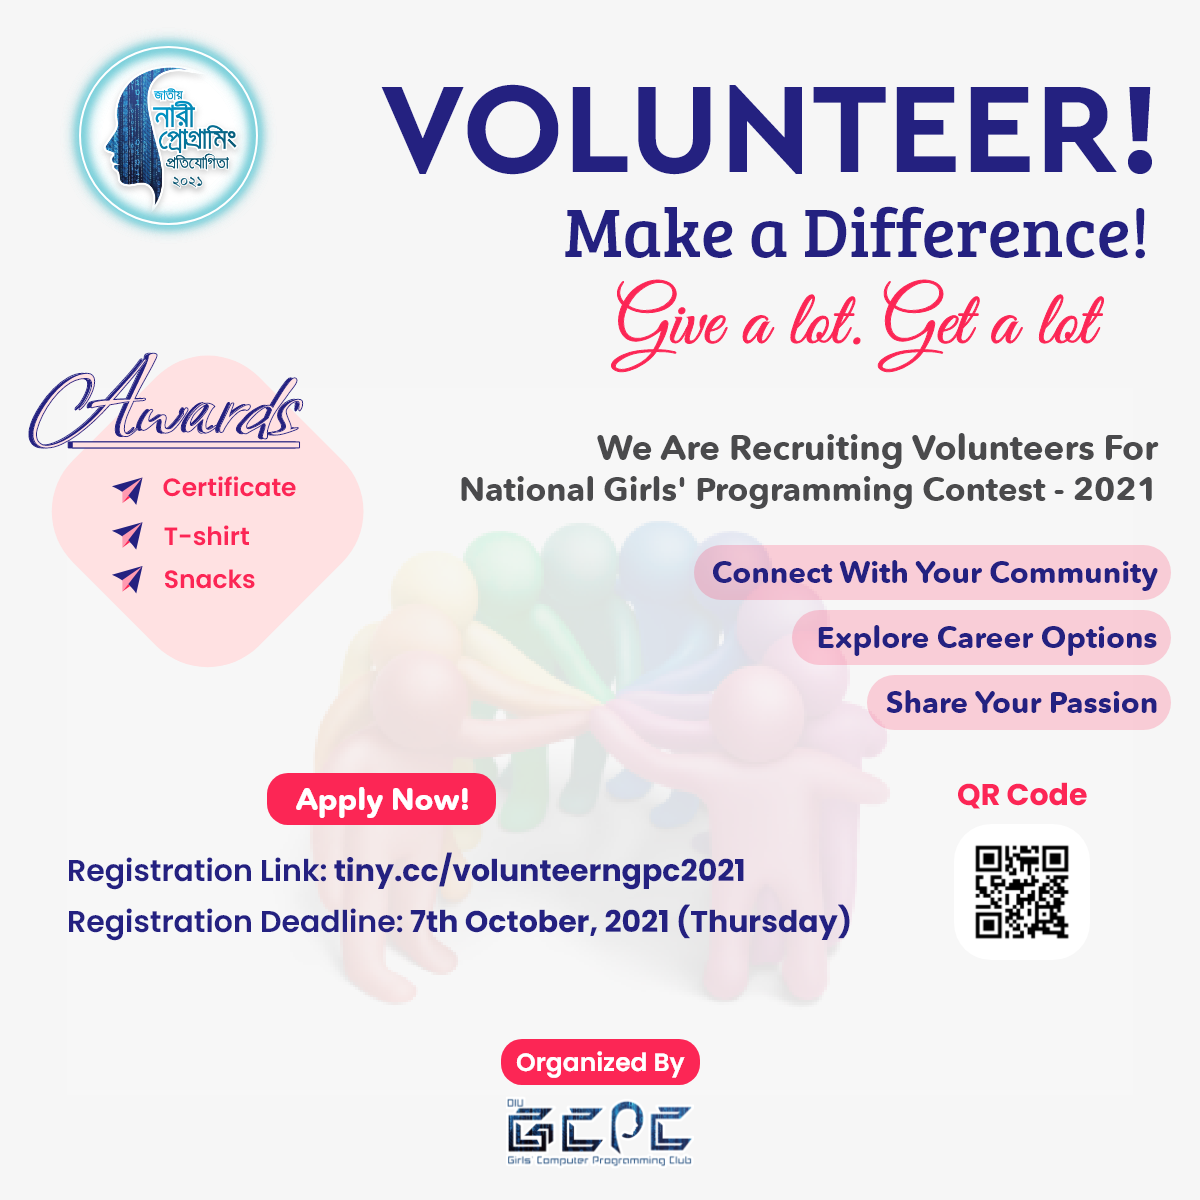 জাতীয়
নারী
প্রোগ্রামিং
প্রতিযোগিতা
২০২১
VOLUNTEER!
Make a Difference!
Give a lot. Get a lot
Awards
Certificate
T-shirt
Snacks
We Are Recruiting Volunteers For
National Girls' Programming Contest - 2021
Connect With Your Community
Explore Career Options
Share Your Passion
Apply Now!
Registration Link: tiny.cc/volunteerngpc2021
Registration Deadline: 7th October, 2021 (Thursday)
QR Code
Organized By
DIU
GCPC
Girls' Computer Programming Club